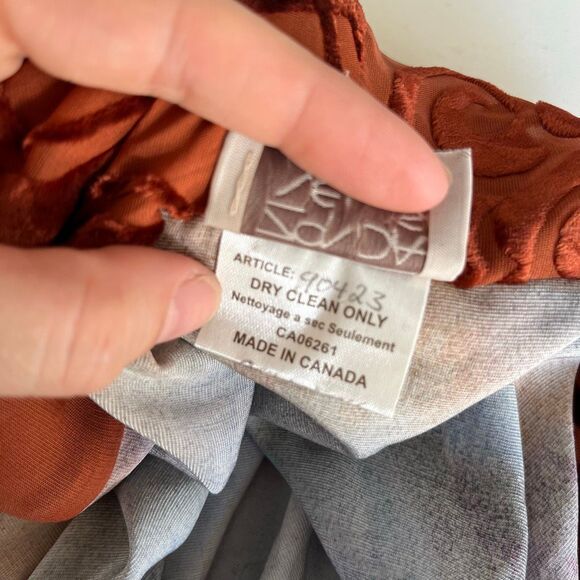 ARTICLE: 90423
DRY CLEAN ONLY
Nettoyage a sec Seulement
CA06261
MADE IN CANADA